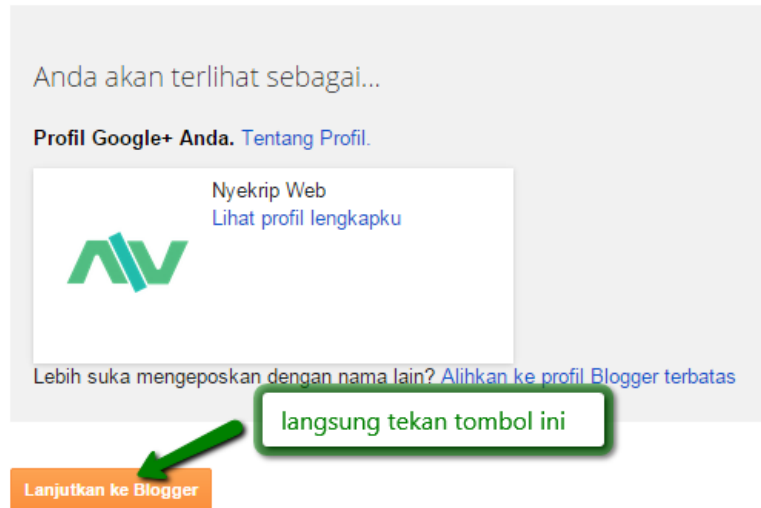 Anda akan terlihat sebagai...
Profil Google+ Anda. Tentang Profil.
Nyekrip Web
Lihat profil lengkapku
Lebih suka mengeposkan dengan nama lain? Alihkan ke profil Blogger terbatas
langsung tekan tombol ini
Lanjutkan ke Blogger